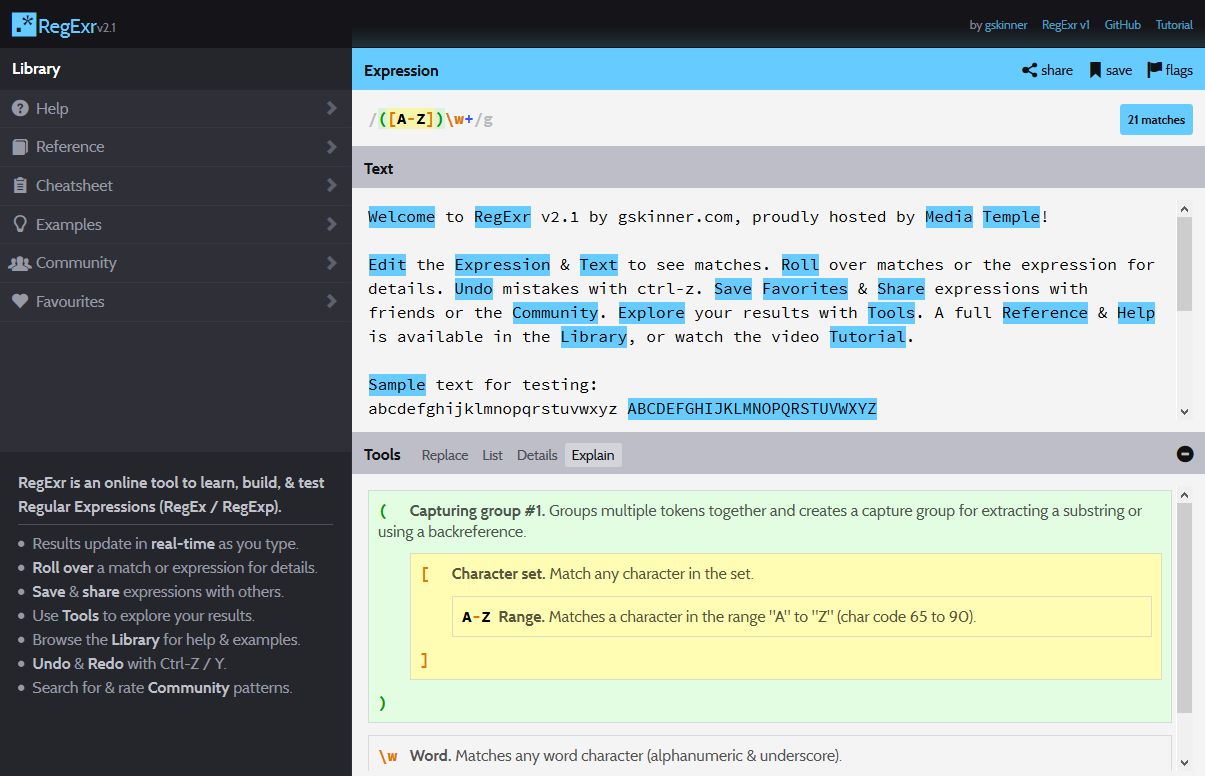 .* RegExr v2.1
by gskinner RegExr v1 GitHub Tutorial
Library
Help
Reference
Cheatsheet
Examples
Community
Favourites
RegExr is an online tool to learn, build, & test
Regular Expressions (RegEx / RegExp).
Results update in real-time as you type.
Roll over a match or expression for details.
Save & share expressions with others.
Use Tools to explore your results.
Browse the Library for help & examples.
Undo & Redo with Ctrl-Z / Y.
Search for & rate Community patterns.
Expression share save flags
/([A-Z])\w+/g 21 matches
Text
Welcome to RegExr v2.1 by gskinner.com, proudly hosted by Media Temple!
Edit the Expression & Text to see matches. Roll over matches or the expression for
details. Undo mistakes with ctrl-z. Save Favorites & Share expressions with
friends or the Community. Explore your results with Tools. A full Reference & Help
is available in the Library, or watch the video Tutorial.
Sample text for testing:
abcdefghijklmnopqrstuvwxyz ABCDEFGHIJKLMNOPQRSTUVWXYZ
Tools Replace List Details Explain
( Capturing group #1. Groups multiple tokens together and creates a capture group for extracting a substring or
using a backreference.
[ Character set. Match any character in the set.
A-Z Range. Matches a character in the range "A" to "Z" (char code 65 to 90).
]
)
\w Word. Matches any word character (alphanumeric & underscore).